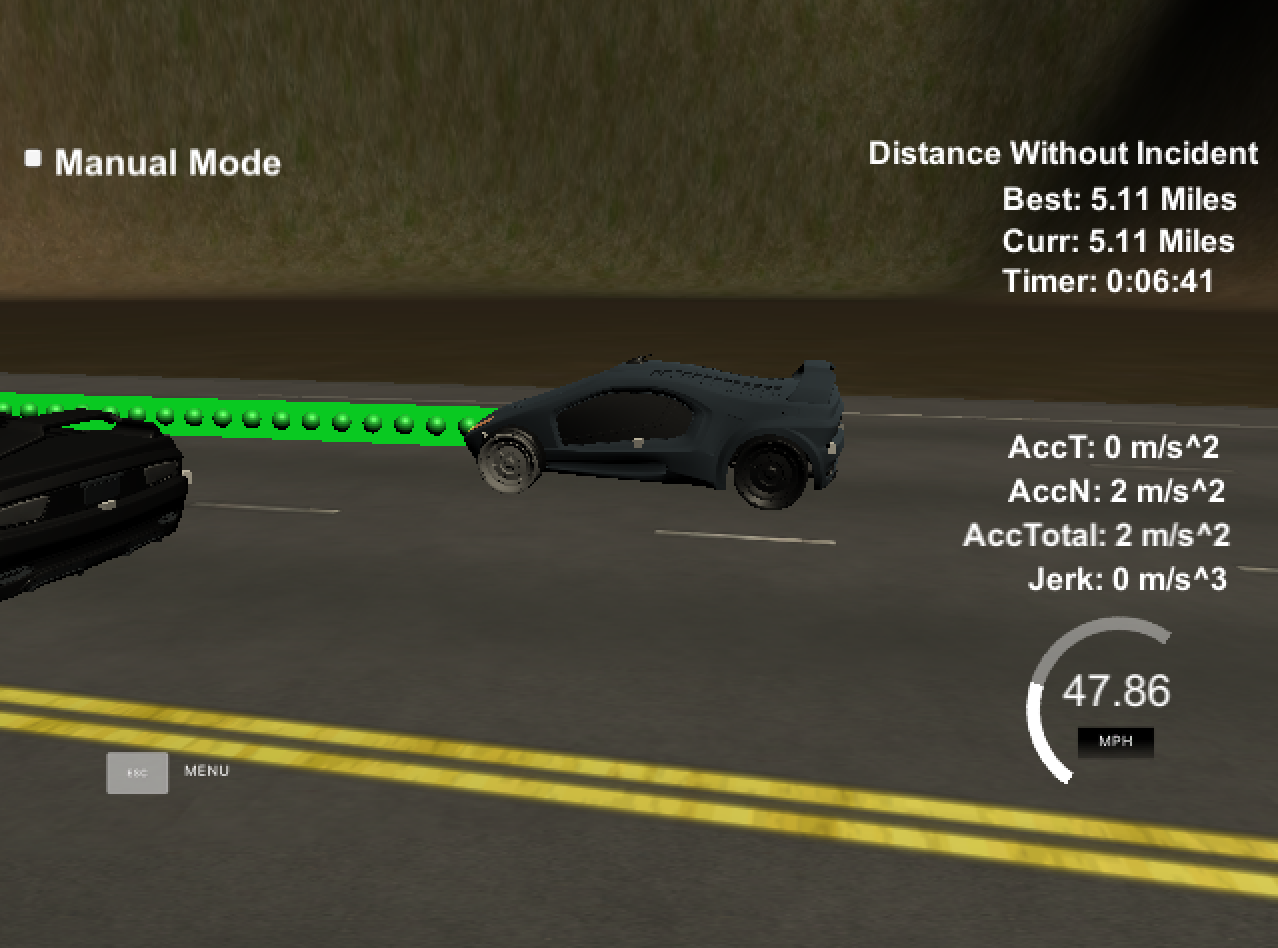 Manual Mode
Distance Without Incident
Best: 5.11 Miles
Curr: 5.11 Miles
Timer: 0:06:41
AccT: 0 m/s^2
AccN: 2 m/s^2
AccTotal: 2 m/s^2
Jerk: 0 m/s^3
47.86
MPH
ESC MENU